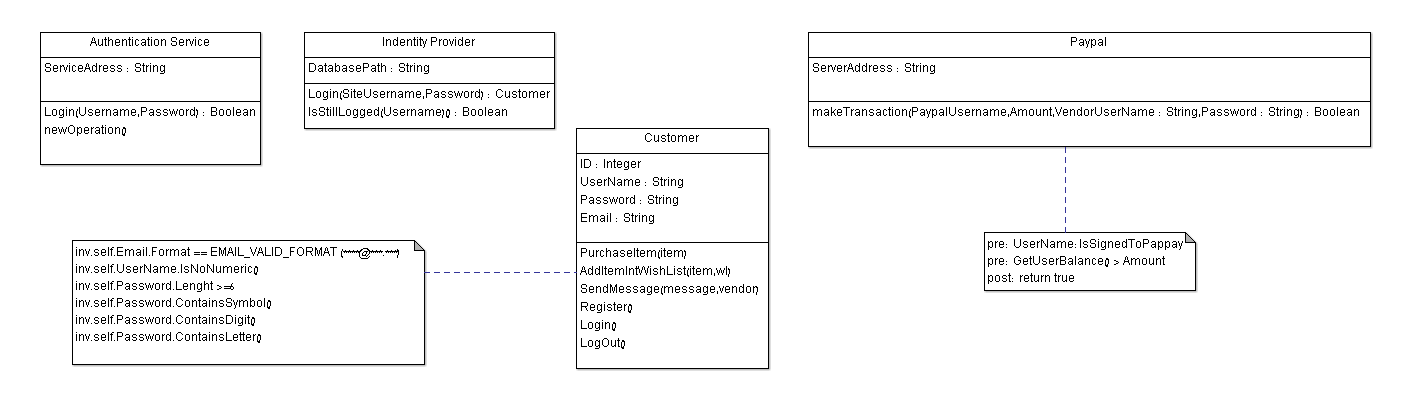 Authentication Service
ServiceAdress : String
Login(Username,Password) : Boolean
newOperation()
Indentity Provider
DatabasePath : String
Login(SiteUsername,Password) : Customer
IsStillLogged(Username)() : Boolean
Customer
ID : Integer
UserName : String
Password : String
Email : String
PurchaseItem(item)
AddItemIntWishList(item,wl)
SendMessage(message,vendor)
Register()
Login()
LogOut()
Paypal
ServerAddress : String
makeTransaction(PaypalUsername,Amount,VendorUserName : String,Password : String) : Boolean
inv.self.Email.Format == EMAIL_VALID_FORMAT (****@***.***)
inv.self.UserName.IsNoNumeric()
inv.self.Password.Lenght >=6
inv.self.Password.ContainsSymbol()
inv.self.Password.ContainsDigit()
inv.self.Password.ContainsLetter()
pre: UserName:IsSignedToPappay
pre: GetUserBalance() > Amount
post: return true